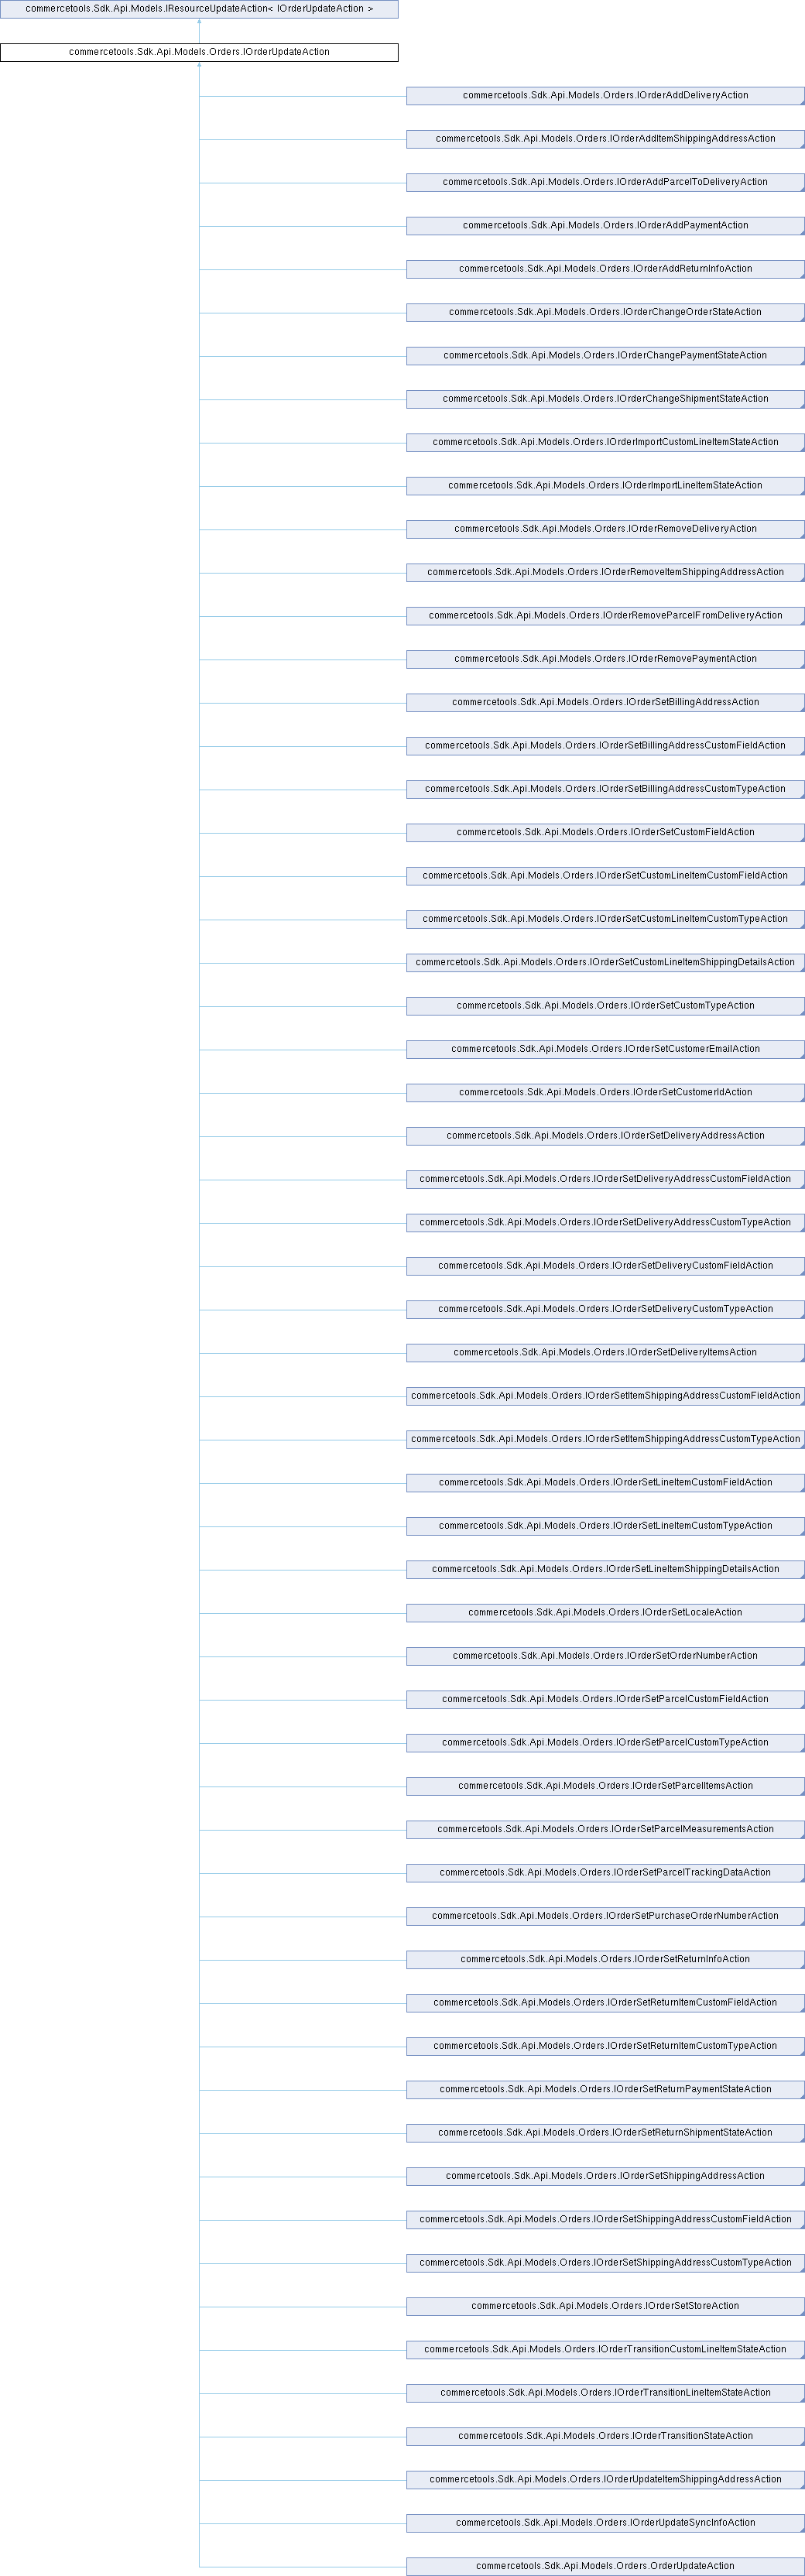 commercetools.Sdk.Api.Models.IResourceUpdateAction< IOrderUpdateAction >
commercetools.Sdk.Api.Models.Orders.IOrderUpdateAction
commercetools.Sdk.Api.Models.Orders.IOrderAddDeliveryAction
commercetools.Sdk.Api.Models.Orders.IOrderAddItemShippingAddressAction
commercetools.Sdk.Api.Models.Orders.IOrderAddParcelToDeliveryAction
commercetools.Sdk.Api.Models.Orders.IOrderAddPaymentAction
commercetools.Sdk.Api.Models.Orders.IOrderAddReturnInfoAction
commercetools.Sdk.Api.Models.Orders.IOrderChangeOrderStateAction
commercetools.Sdk.Api.Models.Orders.IOrderChangePaymentStateAction
commercetools.Sdk.Api.Models.Orders.IOrderChangeShipmentStateAction
commercetools.Sdk.Api.Models.Orders.IOrderImportCustomLineItemStateAction
commercetools.Sdk.Api.Models.Orders.IOrderImportLineItemStateAction
commercetools.Sdk.Api.Models.Orders.IOrderRemoveDeliveryAction
commercetools.Sdk.Api.Models.Orders.IOrderRemoveItemShippingAddressAction
commercetools.Sdk.Api.Models.Orders.IOrderRemoveParcelFromDeliveryAction
commercetools.Sdk.Api.Models.Orders.IOrderRemovePaymentAction
commercetools.Sdk.Api.Models.Orders.IOrderSetBillingAddressAction
commercetools.Sdk.Api.Models.Orders.IOrderSetBillingAddressCustomFieldAction
commercetools.Sdk.Api.Models.Orders.IOrderSetBillingAddressCustomTypeAction
commercetools.Sdk.Api.Models.Orders.IOrderSetCustomFieldAction
commercetools.Sdk.Api.Models.Orders.IOrderSetCustomLineItemCustomFieldAction
commercetools.Sdk.Api.Models.Orders.IOrderSetCustomLineItemCustomTypeAction
commercetools.Sdk.Api.Models.Orders.IOrderSetCustomLineItemShippingDetailsAction
commercetools.Sdk.Api.Models.Orders.IOrderSetCustomTypeAction
commercetools.Sdk.Api.Models.Orders.IOrderSetCustomerEmailAction
commercetools.Sdk.Api.Models.Orders.IOrderSetCustomerIdAction
commercetools.Sdk.Api.Models.Orders.IOrderSetDeliveryAddressAction
commercetools.Sdk.Api.Models.Orders.IOrderSetDeliveryAddressCustomFieldAction
commercetools.Sdk.Api.Models.Orders.IOrderSetDeliveryAddressCustomTypeAction
commercetools.Sdk.Api.Models.Orders.IOrderSetDeliveryCustomFieldAction
commercetools.Sdk.Api.Models.Orders.IOrderSetDeliveryCustomTypeAction
commercetools.Sdk.Api.Models.Orders.IOrderSetDeliveryItemsAction
commercetools.Sdk.Api.Models.Orders.IOrderSetItemShippingAddressCustomFieldAction
commercetools.Sdk.Api.Models.Orders.IOrderSetItemShippingAddressCustomTypeAction
commercetools.Sdk.Api.Models.Orders.IOrderSetLineItemCustomFieldAction
commercetools.Sdk.Api.Models.Orders.IOrderSetLineItemCustomTypeAction
commercetools.Sdk.Api.Models.Orders.IOrderSetLineItemShippingDetailsAction
commercetools.Sdk.Api.Models.Orders.IOrderSetLocaleAction
commercetools.Sdk.Api.Models.Orders.IOrderSetOrderNumberAction
commercetools.Sdk.Api.Models.Orders.IOrderSetParcelCustomFieldAction
commercetools.Sdk.Api.Models.Orders.IOrderSetParcelCustomTypeAction
commercetools.Sdk.Api.Models.Orders.IOrderSetParcelItemsAction
commercetools.Sdk.Api.Models.Orders.IOrderSetParcelMeasurementsAction
commercetools.Sdk.Api.Models.Orders.IOrderSetParcelTrackingDataAction
commercetools.Sdk.Api.Models.Orders.IOrderSetPurchaseOrderNumberAction
commercetools.Sdk.Api.Models.Orders.IOrderSetReturnInfoAction
commercetools.Sdk.Api.Models.Orders.IOrderSetReturnItemCustomFieldAction
commercetools.Sdk.Api.Models.Orders.IOrderSetReturnItemCustomTypeAction
commercetools.Sdk.Api.Models.Orders.IOrderSetReturnPaymentStateAction
commercetools.Sdk.Api.Models.Orders.IOrderSetReturnShipmentStateAction
commercetools.Sdk.Api.Models.Orders.IOrderSetShippingAddressAction
commercetools.Sdk.Api.Models.Orders.IOrderSetShippingAddressCustomFieldAction
commercetools.Sdk.Api.Models.Orders.IOrderSetShippingAddressCustomTypeAction
commercetools.Sdk.Api.Models.Orders.IOrderSetStoreAction
commercetools.Sdk.Api.Models.Orders.IOrderTransitionCustomLineItemStateAction
commercetools.Sdk.Api.Models.Orders.IOrderTransitionLineItemStateAction
commercetools.Sdk.Api.Models.Orders.IOrderTransitionStateAction
commercetools.Sdk.Api.Models.Orders.IOrderUpdateItemShippingAddressAction
commercetools.Sdk.Api.Models.Orders.IOrderUpdateSyncInfoAction
commercetools.Sdk.Api.Models.Orders.OrderUpdateAction